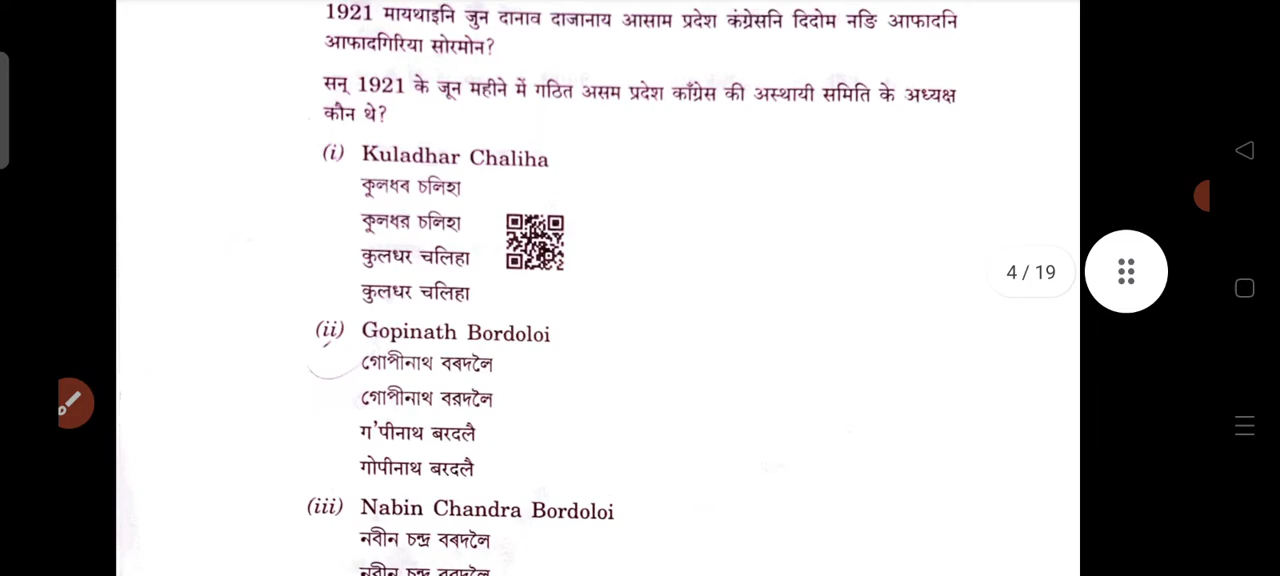 1921 मायथाइनि जुन दानाव दाजानाय आसाम प्रदेश कंग्रेसनि दिदोम नङि आफादनि
आफादगिरिया सोरमोन?
सन् 1921 के जून महीने में गठित असम प्रदेश काँग्रेस की अस्थायी समिति के अध्यक्ष
कौन थे?
(i) Kuladhar Chaliha
কুলধৰ চলিহা
কুলধর চলিহা
कुलधर चलिहा
कुलधर चलिहा
(ii) Gopinath Bordoloi
গোপীনাথ বৰদলৈ
গোপীনাথ বরদলৈ
ग'पीनाथ बरदलै
गोपीनाथ बरदलै
(iii) Nabin Chandra Bordoloi
নবীন চন্দ্ৰ বৰদলৈ
4 / 19